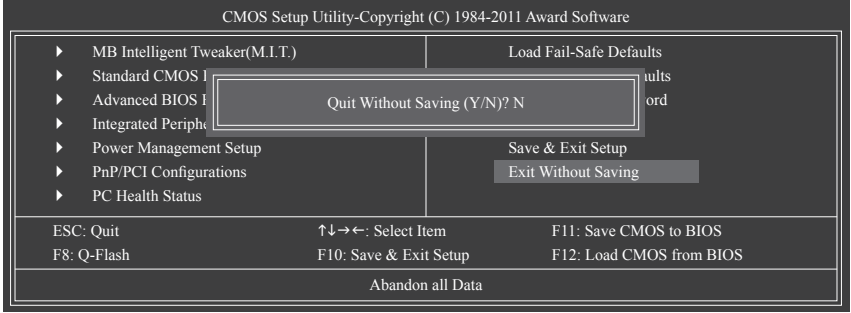 CMOS Setup Utility-Copyright (C) 1984-2011 Award Software
MB Intelligent Tweaker(M.I.T.)
Standard CMOS
Advanced BIOS
Integrated
Power Management Setup
PnP/PCI Configurations
PC Health Status
Load Fail-Safe Defaults
Save & Exit Setup
Exit Without Saving
Quit Without Saving (Y/N)? N
ESC: Quit ↑↓→←: Select Item F11: Save CMOS to BIOS
F8: Q-Flash F10: Save & Exit Setup F12: Load CMOS from BIOS
Abandon all Data